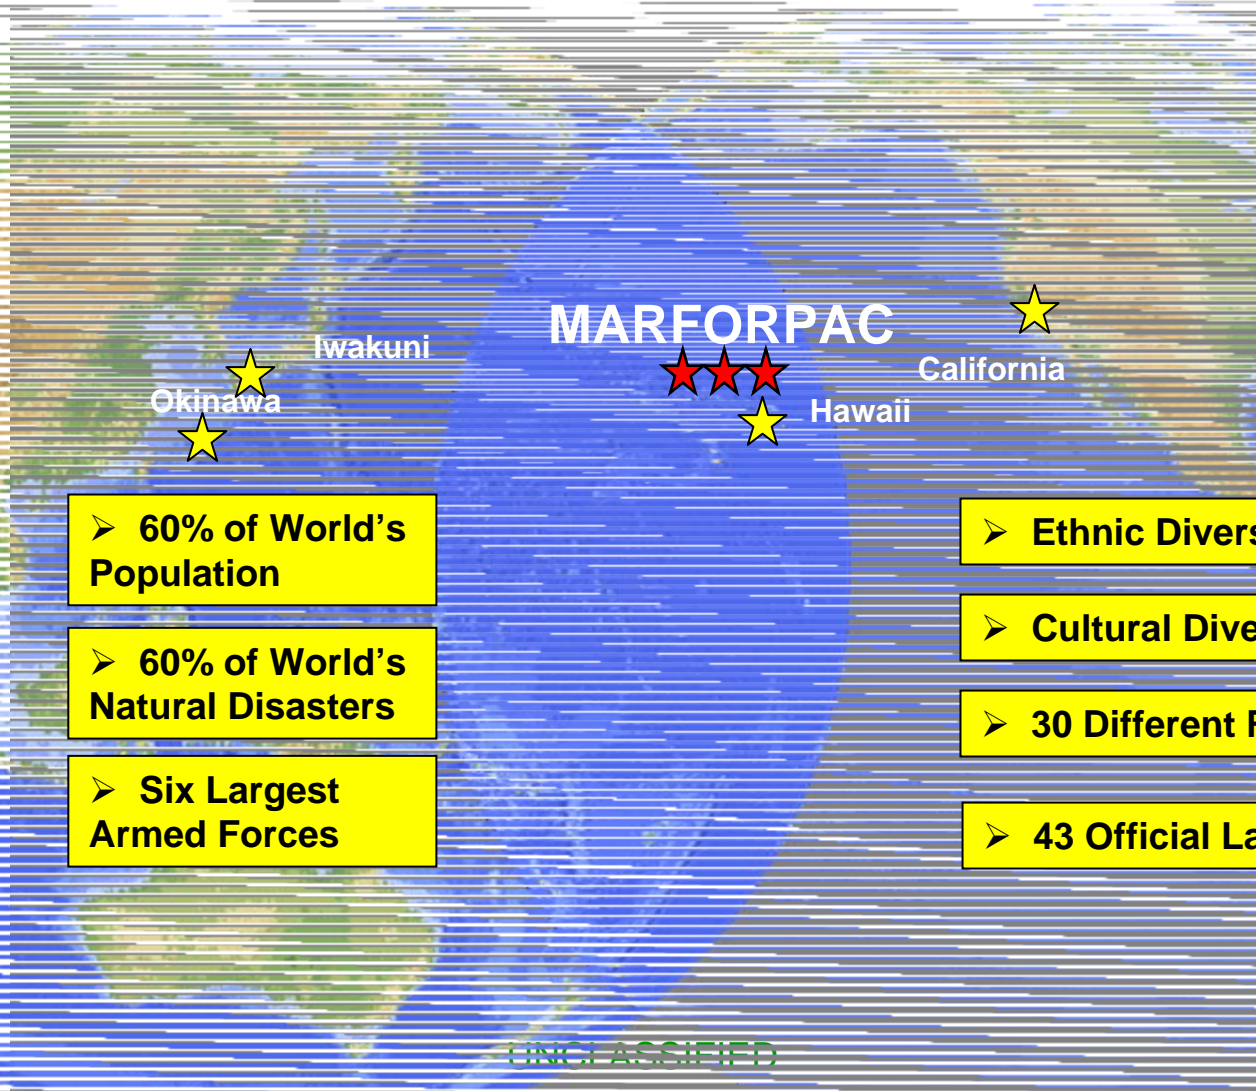 MARFORPAC
Iwakuni
California
Okinawa
Hawaii
➢ 60% of World's
Population
➢ 60% of World's
Natural Disasters
➢ Six Largest
Armed Forces
➢ Ethnic
➢ Cultural
➢ 30 Different
➢ 43 Official
UNCLASSIFIED